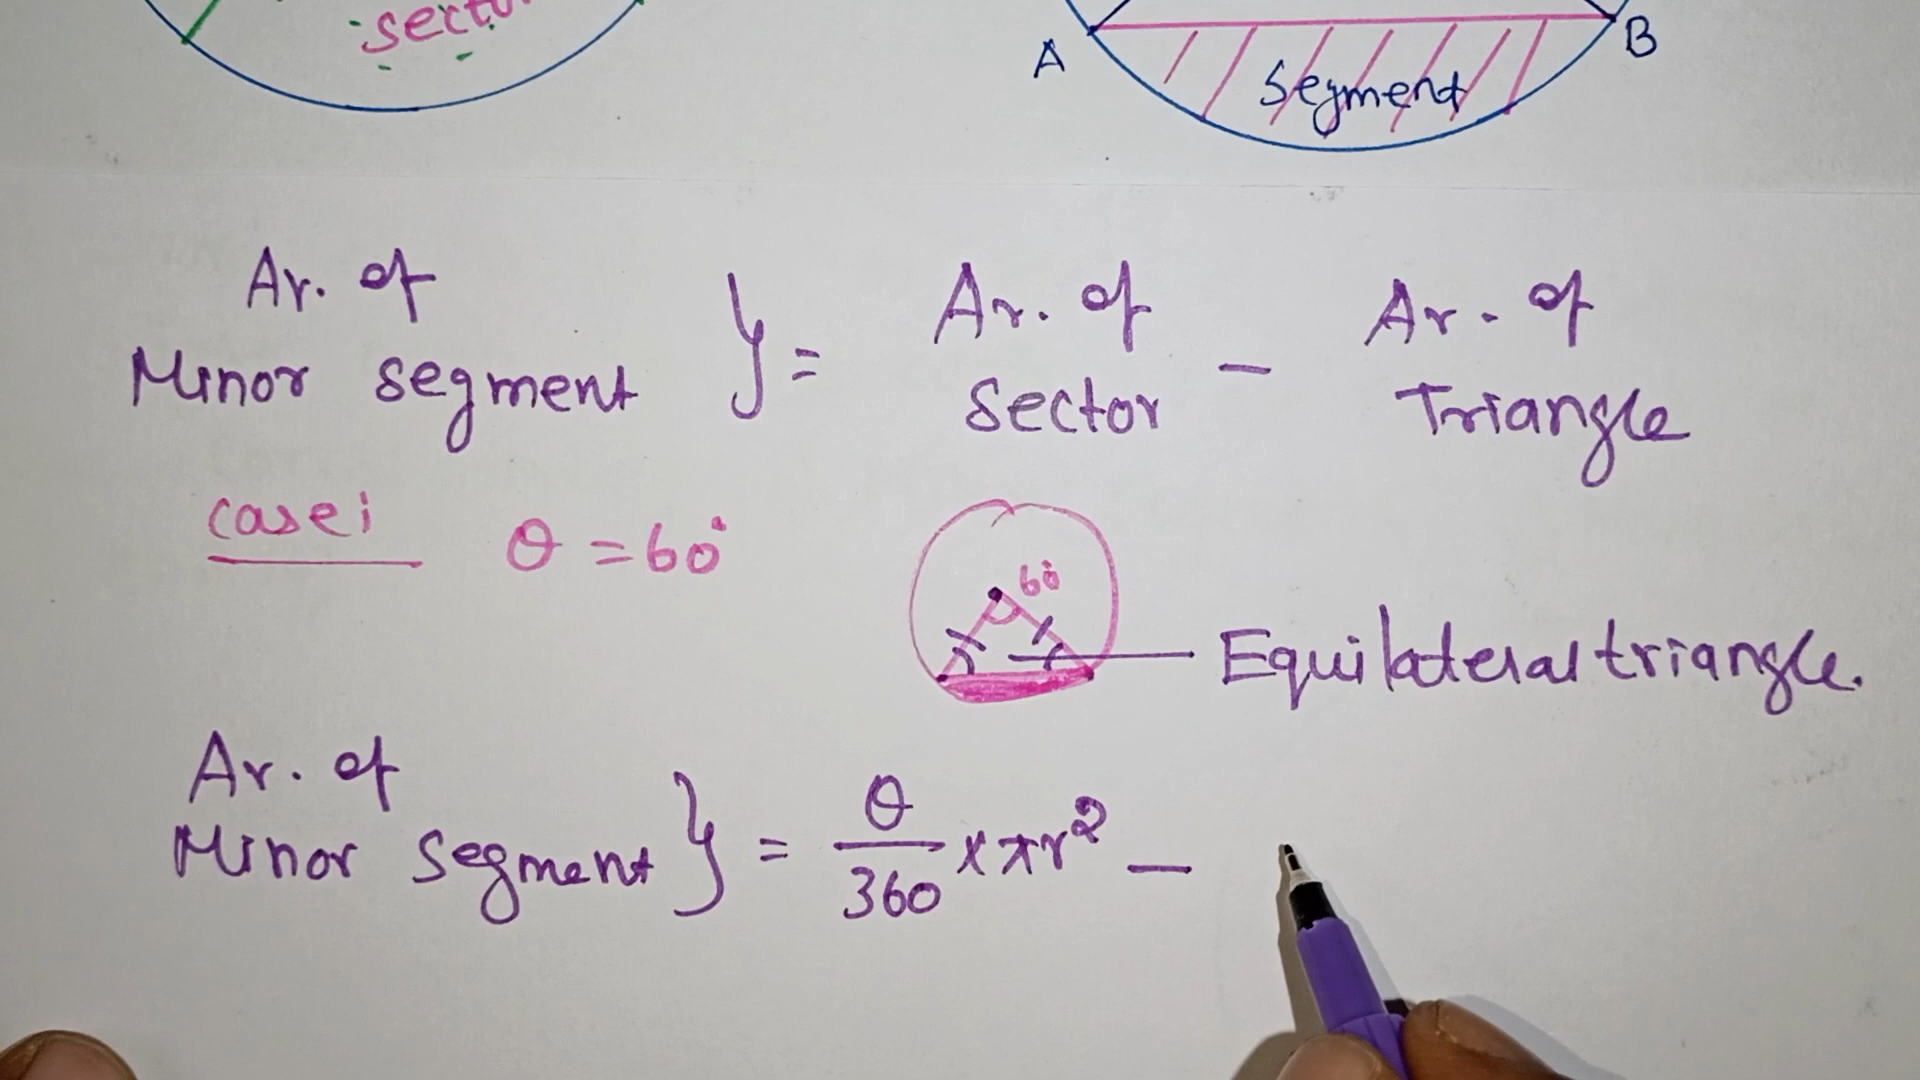 sector
A
B
Segment
Ar. of
Minor segment } = Ar. of sector - Ar. of Triangle
case i
θ = 60°
60°
Equilateral triangle.
Ar. of
Minor segment } = θ/360 × πr² -